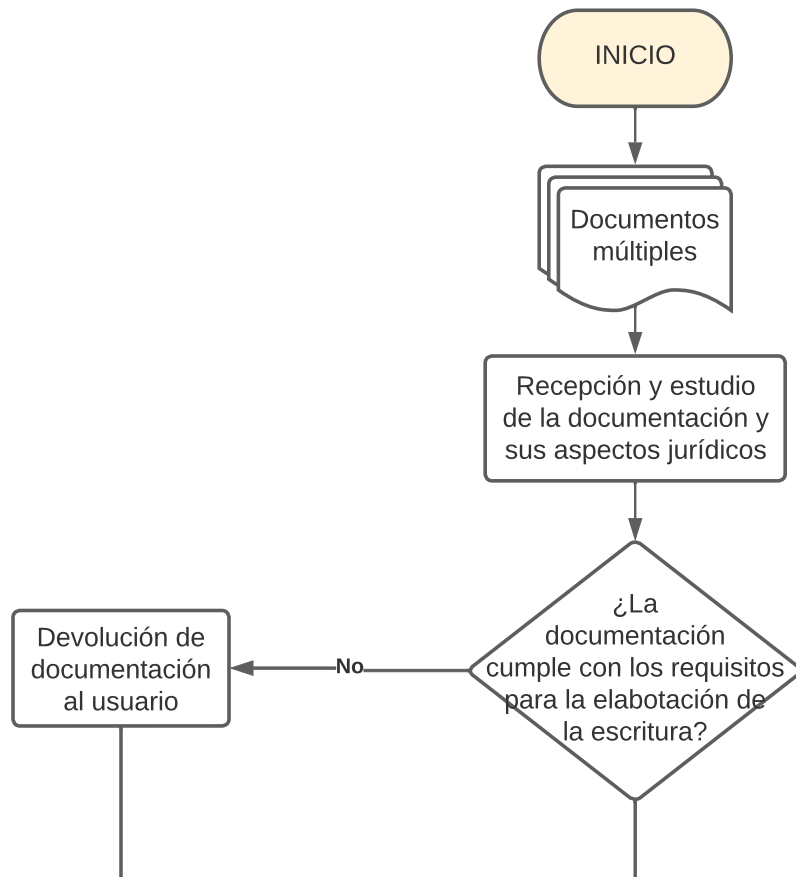 INICIO
Documentos
múltiples
Recepción y estudio
de la documentación y
sus aspectos jurídicos
¿La
documentación
cumple con los requisitos
para la elabotación de
la escritura?
No
Devolución de
documentación
al usuario